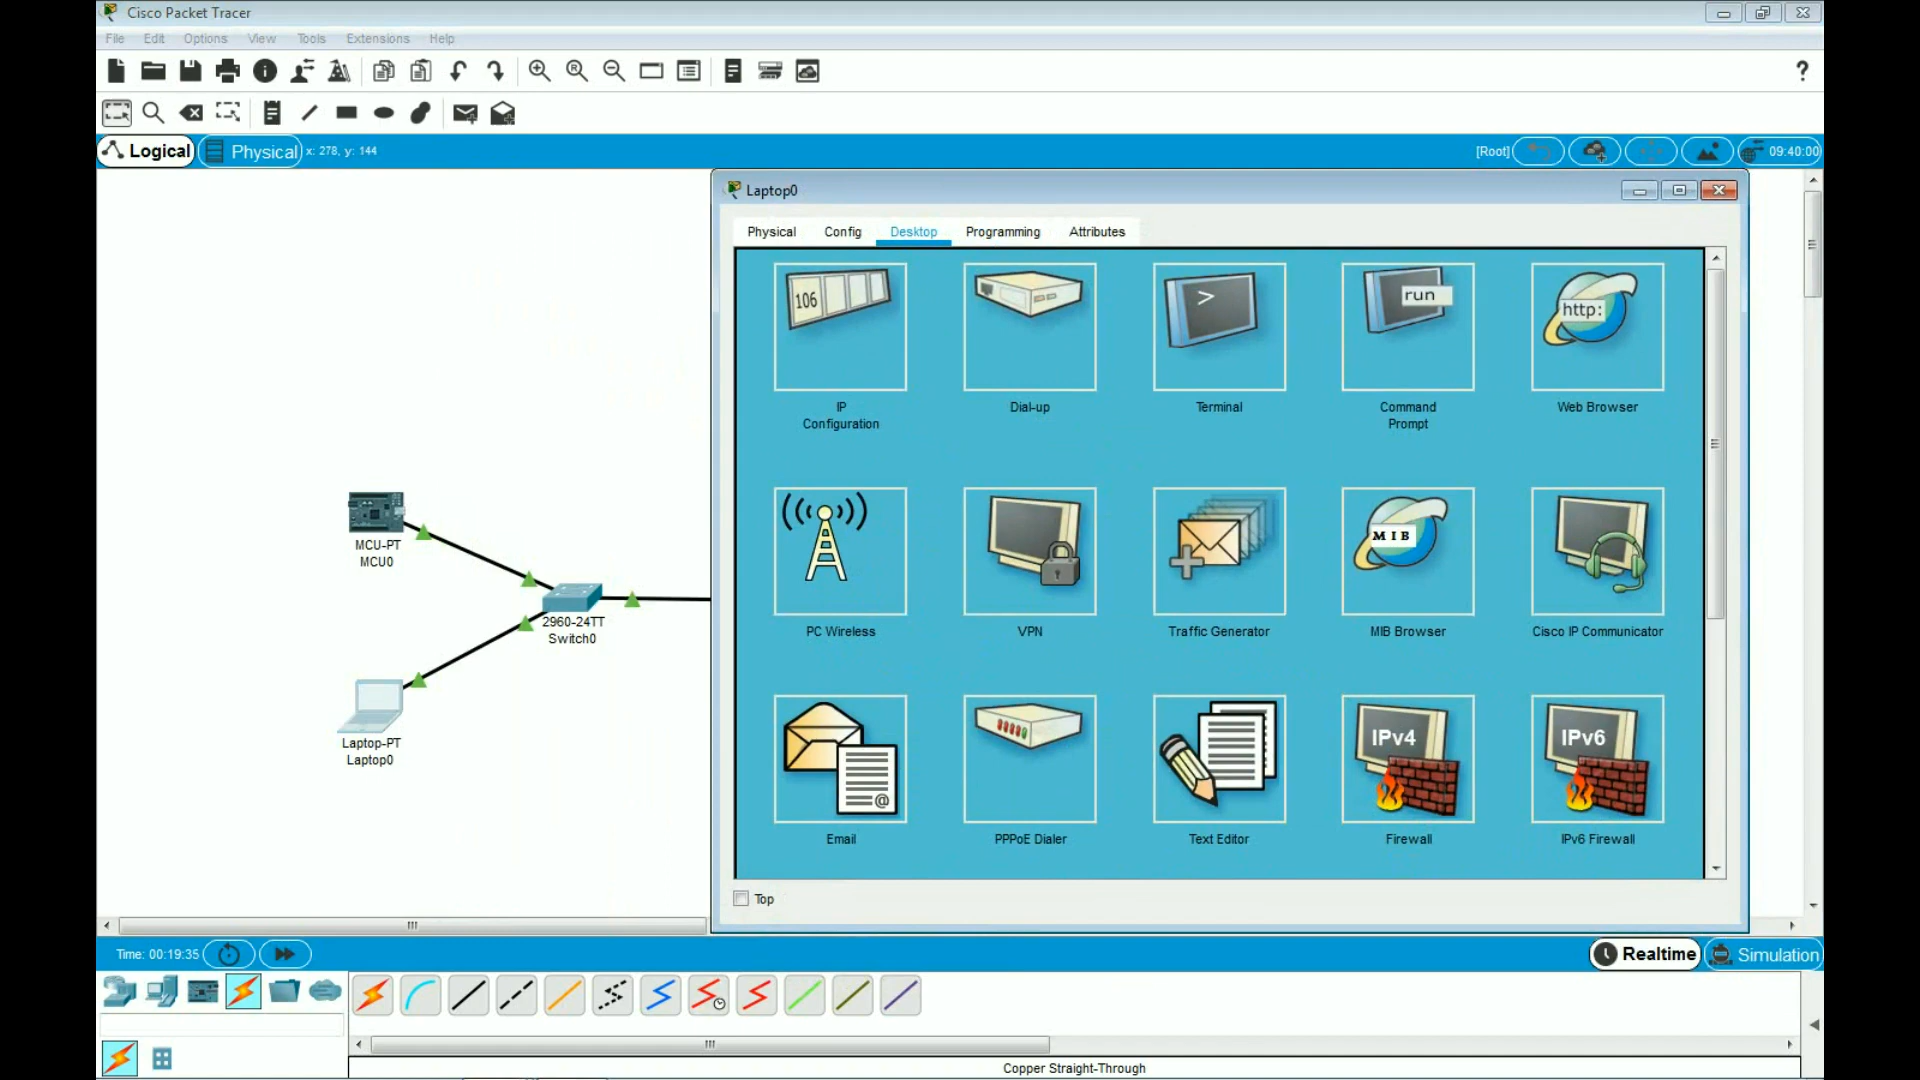 Cisco Packet Tracer
File Edit Options View Tools Extensions Help
Logical Physical x: 278, y: 144
[Root] 09:40:00
Laptop0
Physical Config Desktop Programming Attributes
106
>
run
http:
IP Configuration
Dial-up
Terminal
Command Prompt
Web Browser
MIB
PC Wireless
VPN
Traffic Generator
MIB Browser
Cisco IP Communicator
@
IPv4
IPv6
Email
PPPoE Dialer
Text Editor
Firewall
IPv6 Firewall
Top
MCU-PT
MCU0
2960-24TT
Switch0
Laptop-PT
Laptop0
Time: 00:19:35
Realtime Simulation
Copper Straight-Through